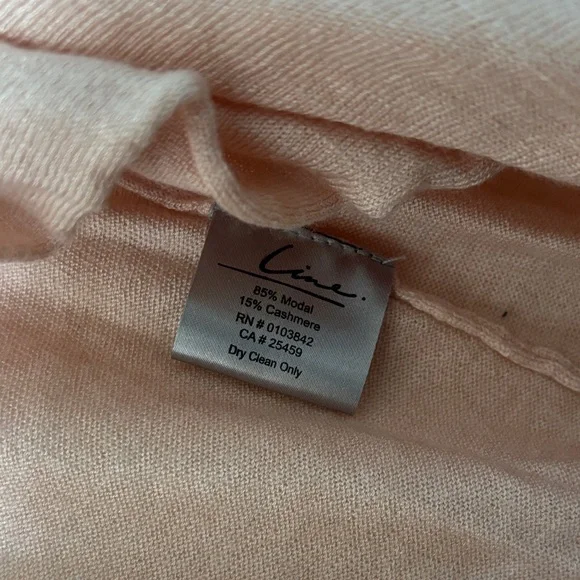 Line.
85% Modal
15% Cashmere
RN # 0103842
CA # 25459
Dry Clean Only